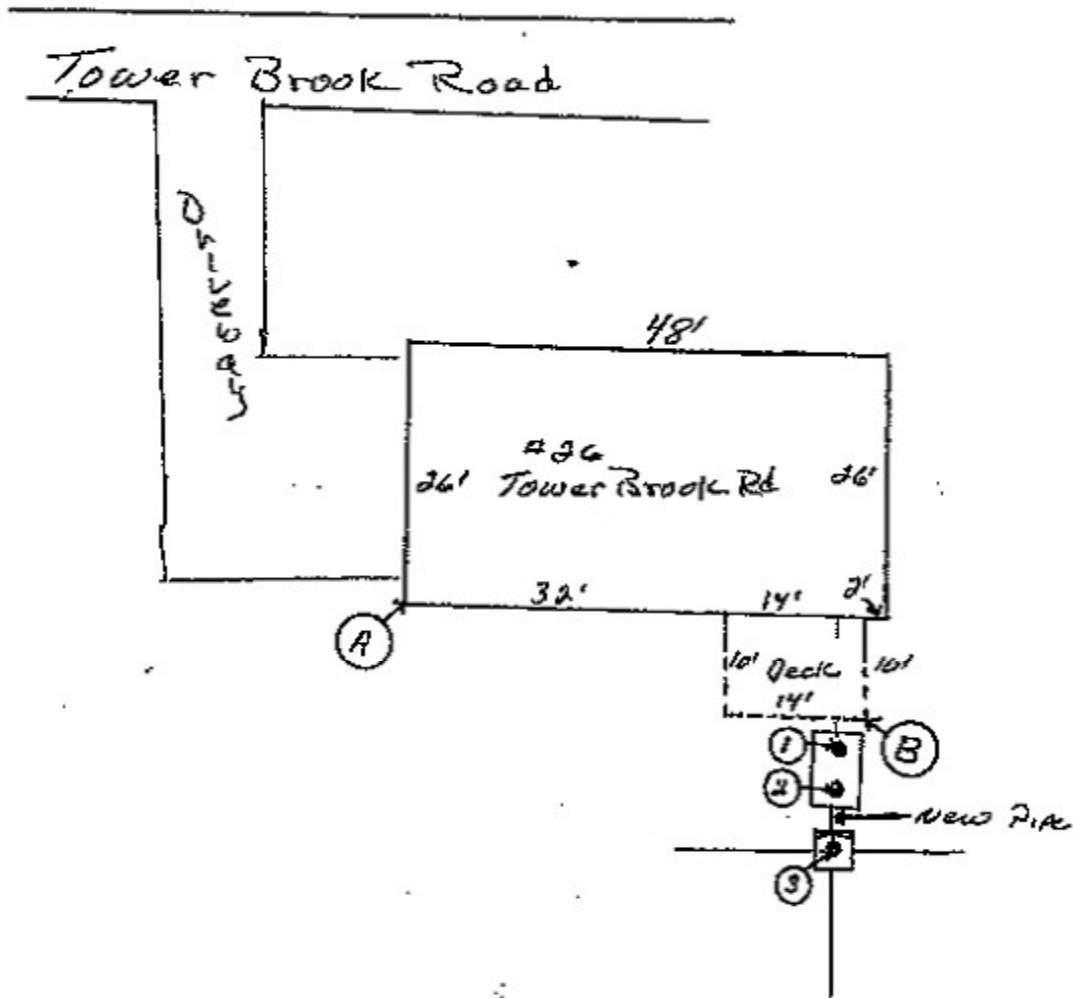 Tower Brook Road
Driveway
48'
#26
26' Tower Brook Rd 26'
32' 14' 2'
A
10' Deck 10'
14'
1 B
2
New Pipe
3